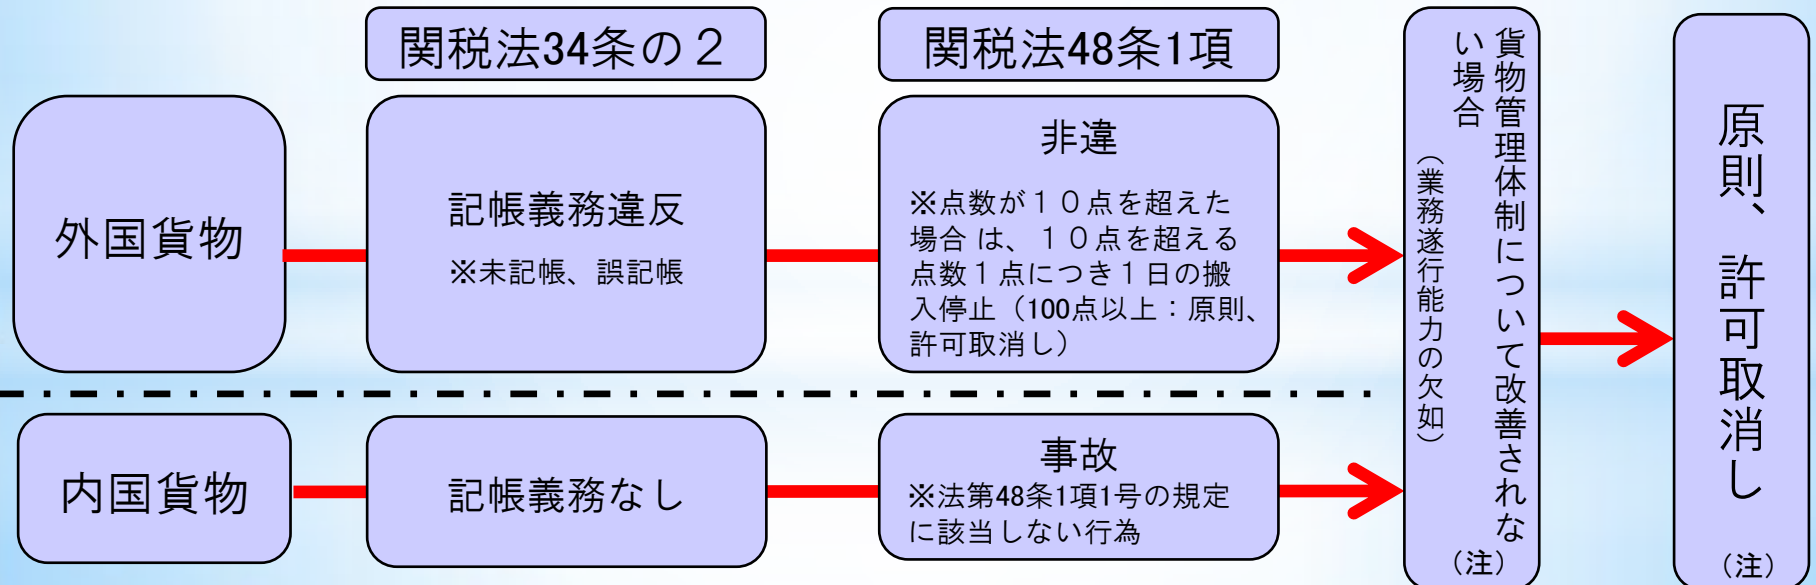 関税法34条の２
関税法48条1項
外国貨物
記帳義務違反
※未記帳、誤記帳
非違
※点数が１０点を超えた
場合 は、１０点を超える
点数１点につき１日の搬
入停止（100点以上：原則、
許可取消し）
内国貨物
記帳義務なし
事故
※法第48条1項1号の規定
に該当しない行為
貨物管理体制について改善されな
い場合
（業務遂行能力の欠如）
（注）
原則、許可取消し
（注）